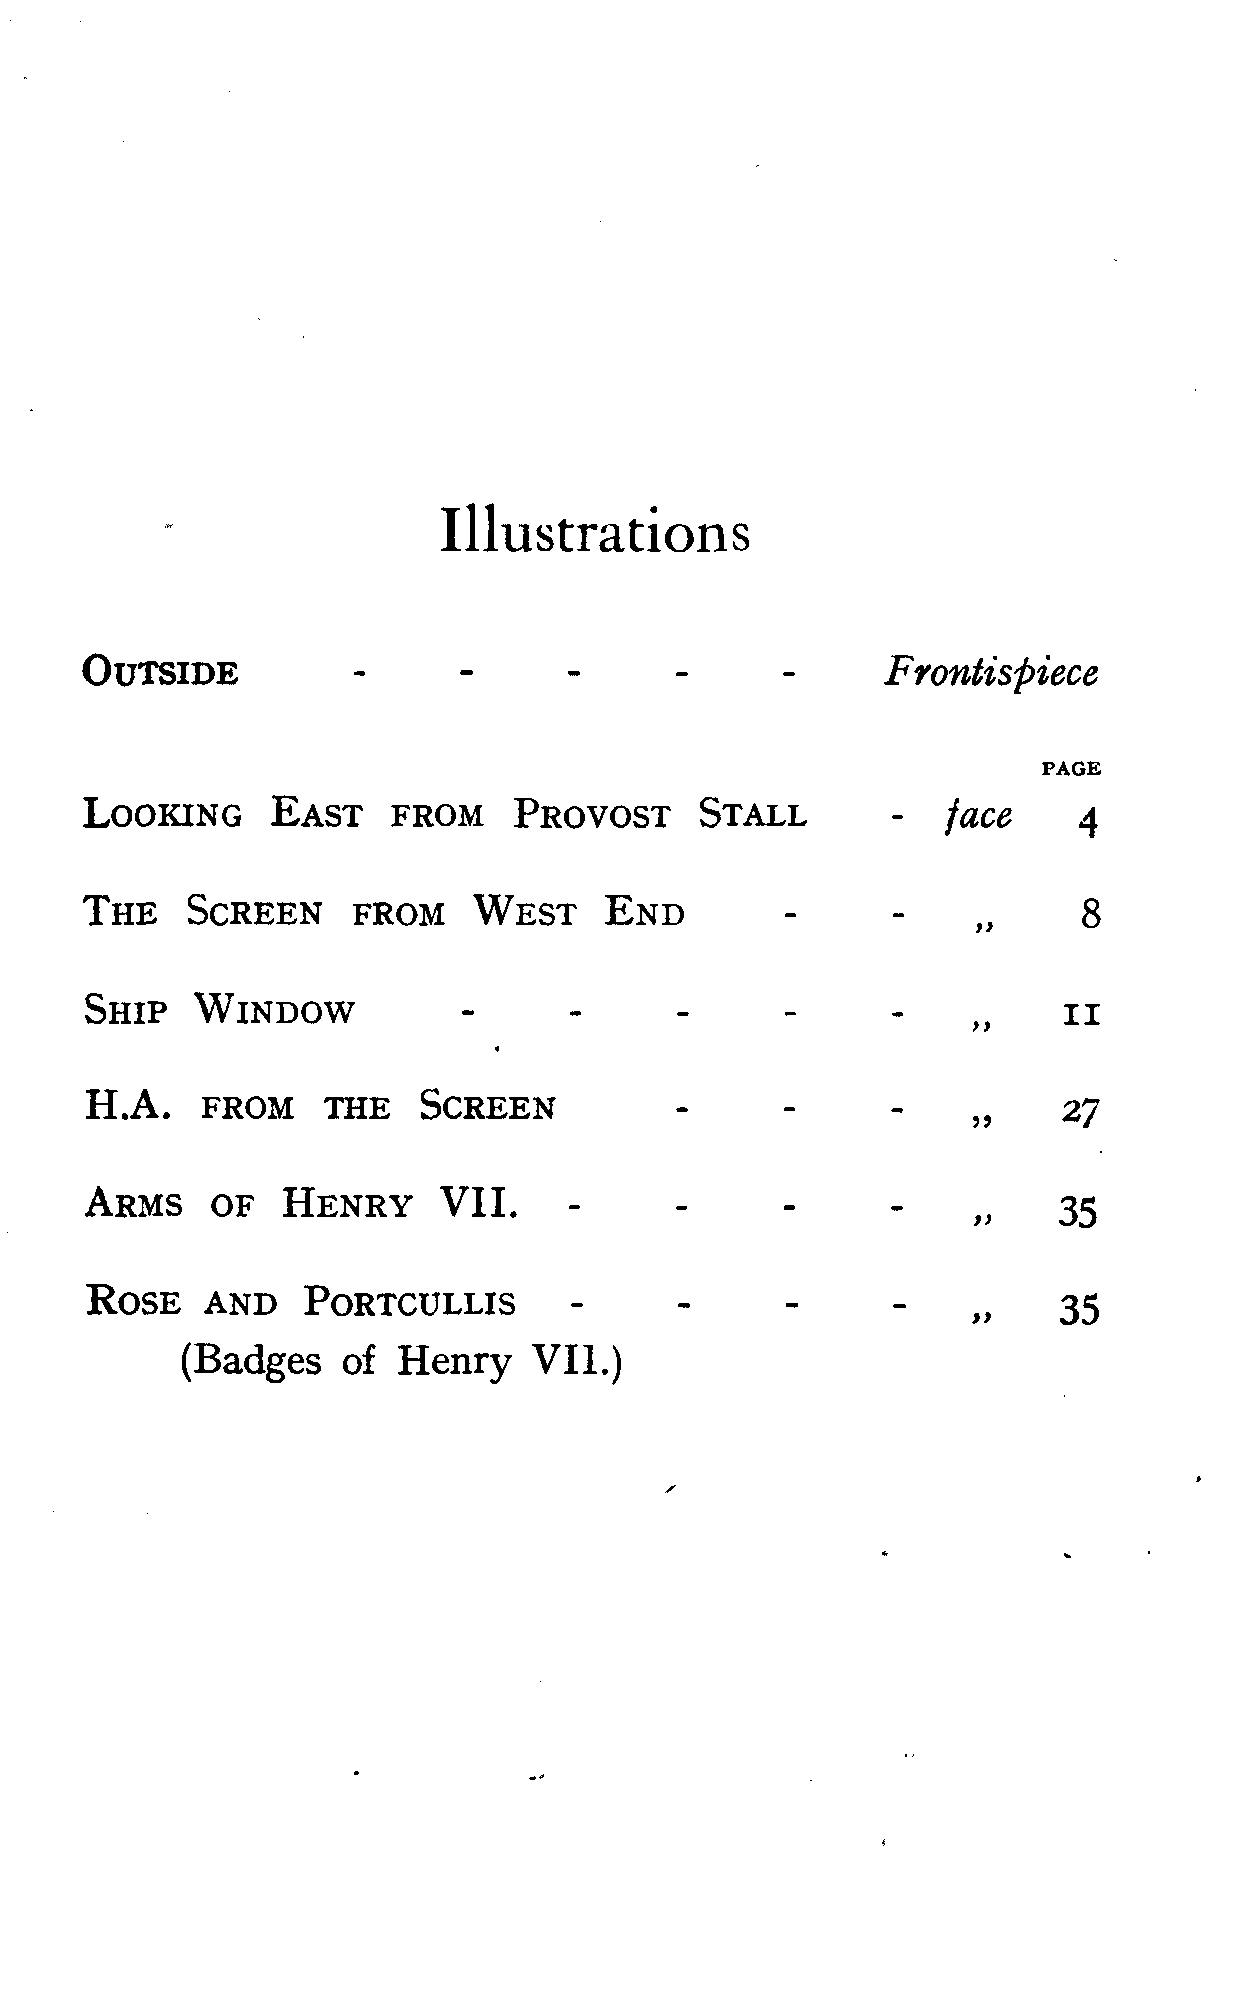 Illustrations
OUTSIDE - - - - - Frontispiece
PAGE
LOOKING EAST FROM PROVOST STALL - face 4
THE SCREEN FROM WEST END - - „ 8
SHIP WINDOW - - - - - „ 11
H.A. FROM THE SCREEN - - - „ 27
ARMS OF HENRY VII. - - - - „ 35
ROSE AND PORTCULLIS - - - - „ 35
(Badges of Henry VII.)